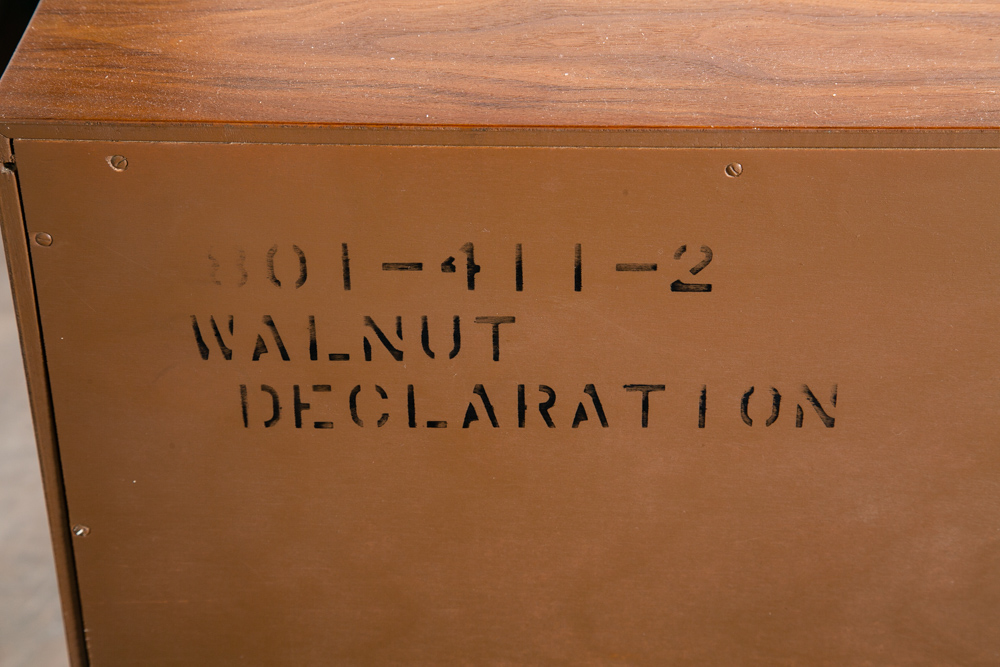 801-411-2
WALNUT
DECLARATION